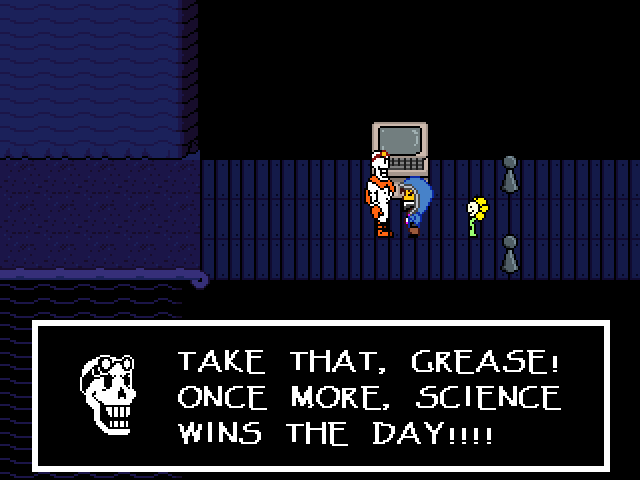 TAKE THAT, GREASE!
ONCE MORE, SCIENCE
WINS THE DAY!!!!